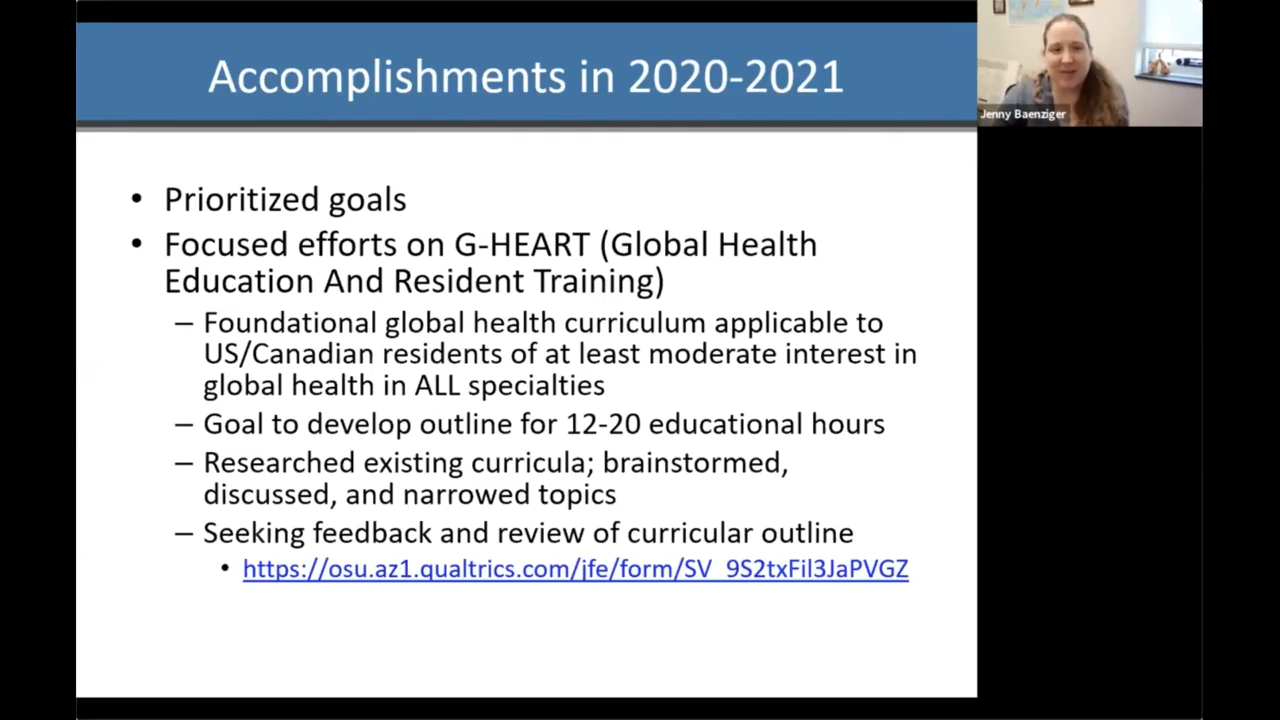 Accomplishments in 2020-2021
Jenny Baenziger
• Prioritized goals
• Focused efforts on G-HEART (Global Health
Education And Resident Training)
– Foundational global health curriculum applicable to
US/Canadian residents of at least moderate interest in
global health in ALL specialties
– Goal to develop outline for 12-20 educational hours
– Researched existing curricula; brainstormed,
discussed, and narrowed topics
– Seeking feedback and review of curricular outline
• https://osu.az1.qualtrics.com/jfe/form/SV_9S2txFil3JaPVGZ